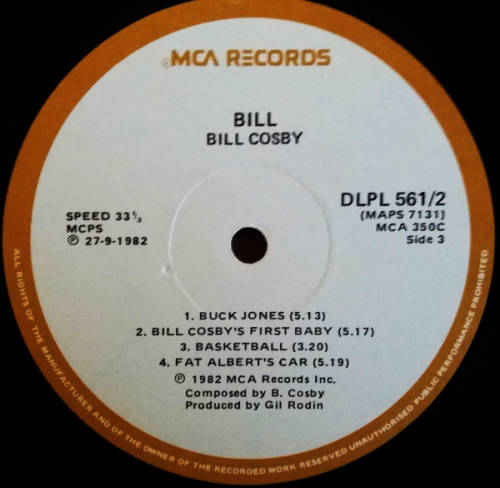 MCA RECORDS
BILL
BILL COSBY
SPEED 33 ⅓
MCPS
℗ 27-9-1982
DLPL 561/2
(MAPS 7131)
MCA 350C
Side 3
1. BUCK JONES (5.13)
2. BILL COSBY'S FIRST BABY (5.17)
3. BASKETBALL (3.20)
4. FAT ALBERT'S CAR (5.19)
℗ 1982 MCA Records Inc.
Composed by B. Cosby
Produced by Gil Rodin
ALL RIGHTS OF THE MANUFACTURER AND OF THE OWNER OF THE RECORDED WORK RESERVED UNAUTHORISED PUBLIC PERFORMANCE PROHIBITED